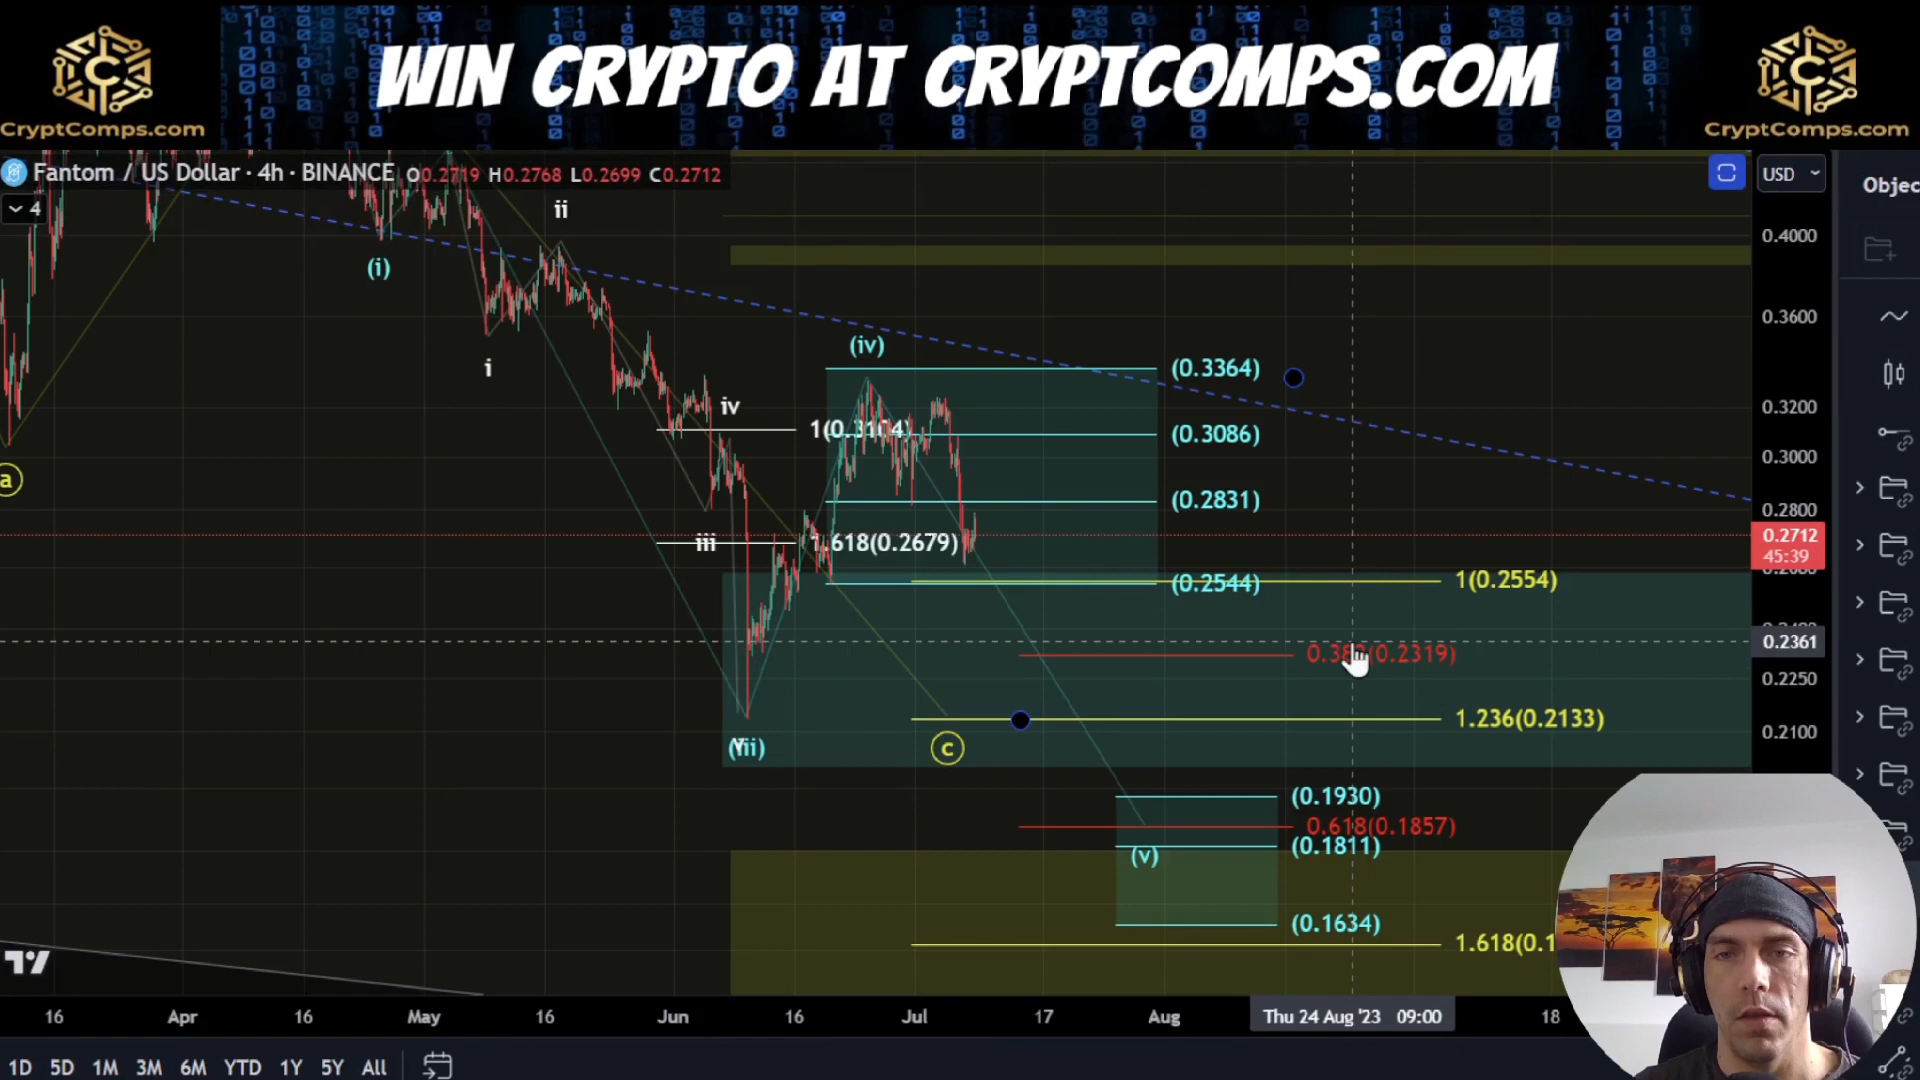 WIN CRYPTO AT CRYPTCOMPS.COM
CryptComps.com
CryptComps.com
Fantom / US Dollar · 4h · BINANCE O0.2719 H0.2768 L0.2699 C0.2712
USD
Objec
4
ii
0.4000
(i)
0.3600
(iv)
i
(0.3364)
iv
0.3200
1(0.3104)
(0.3086)
0.3000
a
(0.2831)
0.2800
0.2712
45:39
iii
1.618(0.2679)
(0.2544)
1(0.2554)
0.2361
0.382(0.2319)
0.2250
1.236(0.2133)
0.2100
(iii)
c
(0.1930)
0.618(0.1857)
(0.1811)
(v)
(0.1634)
1.618(0.1
16 Apr 16 May 16 Jun 16 Jul 17 Aug Thu 24 Aug '23 09:00 18
1D 5D 1M 3M 6M YTD 1Y 5Y All